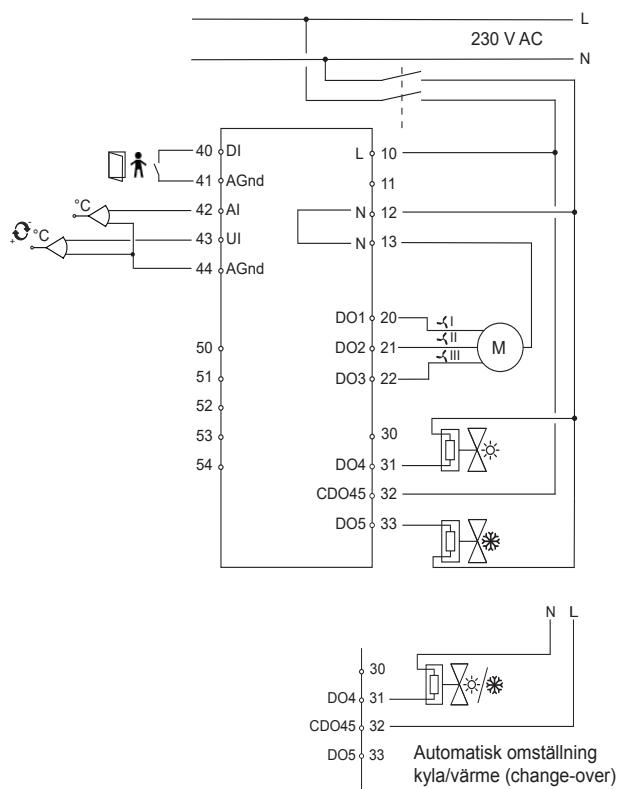 L
230 V AC
N
40 DI
41 AGnd
42 AI
43 UI
44 AGnd
50
51
52
53
54
L 10
11
N 12
N 13
DO1 20
DO2 21
DO3 22
30
DO4 31
CDO45 32
DO5 33
°C
- + °C
I
II
III
M
N L
30
DO4 31
CDO45 32
DO5 33
Automatisk omställning
kyla/värme (change-over)